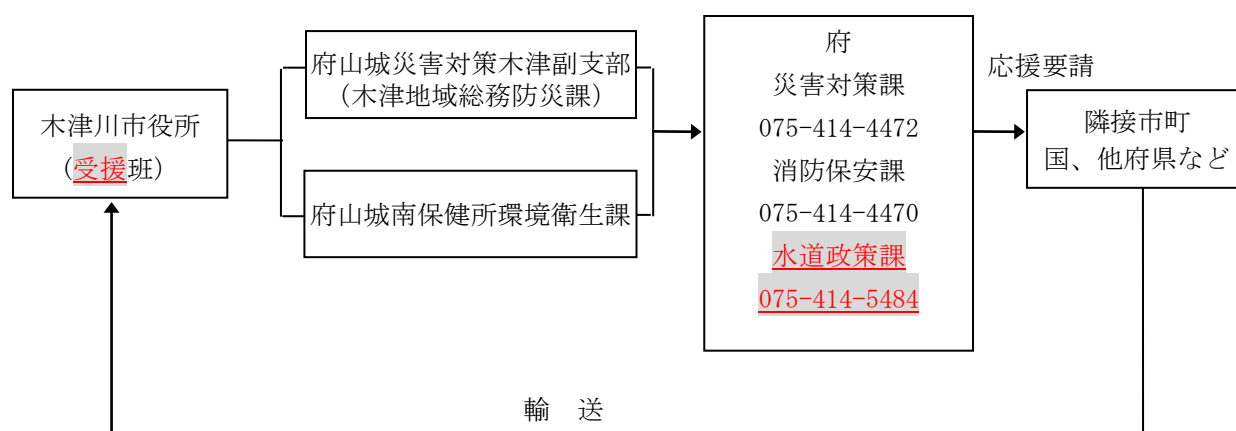 木津川市役所
(受援班)
府山城災害対策木津副支部
(木津地域総務防災課)
府山城南保健所環境衛生課
府
災害対策課
075-414-4472
消防保安課
075-414-4470
水道政策課
075-414-5484
応援要請
隣接市町
国、他府県など
輸　送